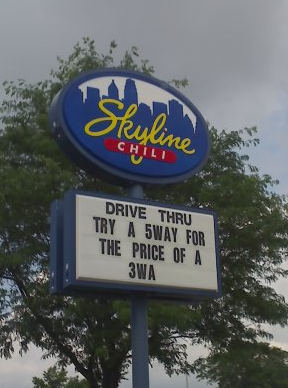 Skyline
CHILI
DRIVE THRU
TRY A 5WAY FOR
THE PRICE OF A
3WA